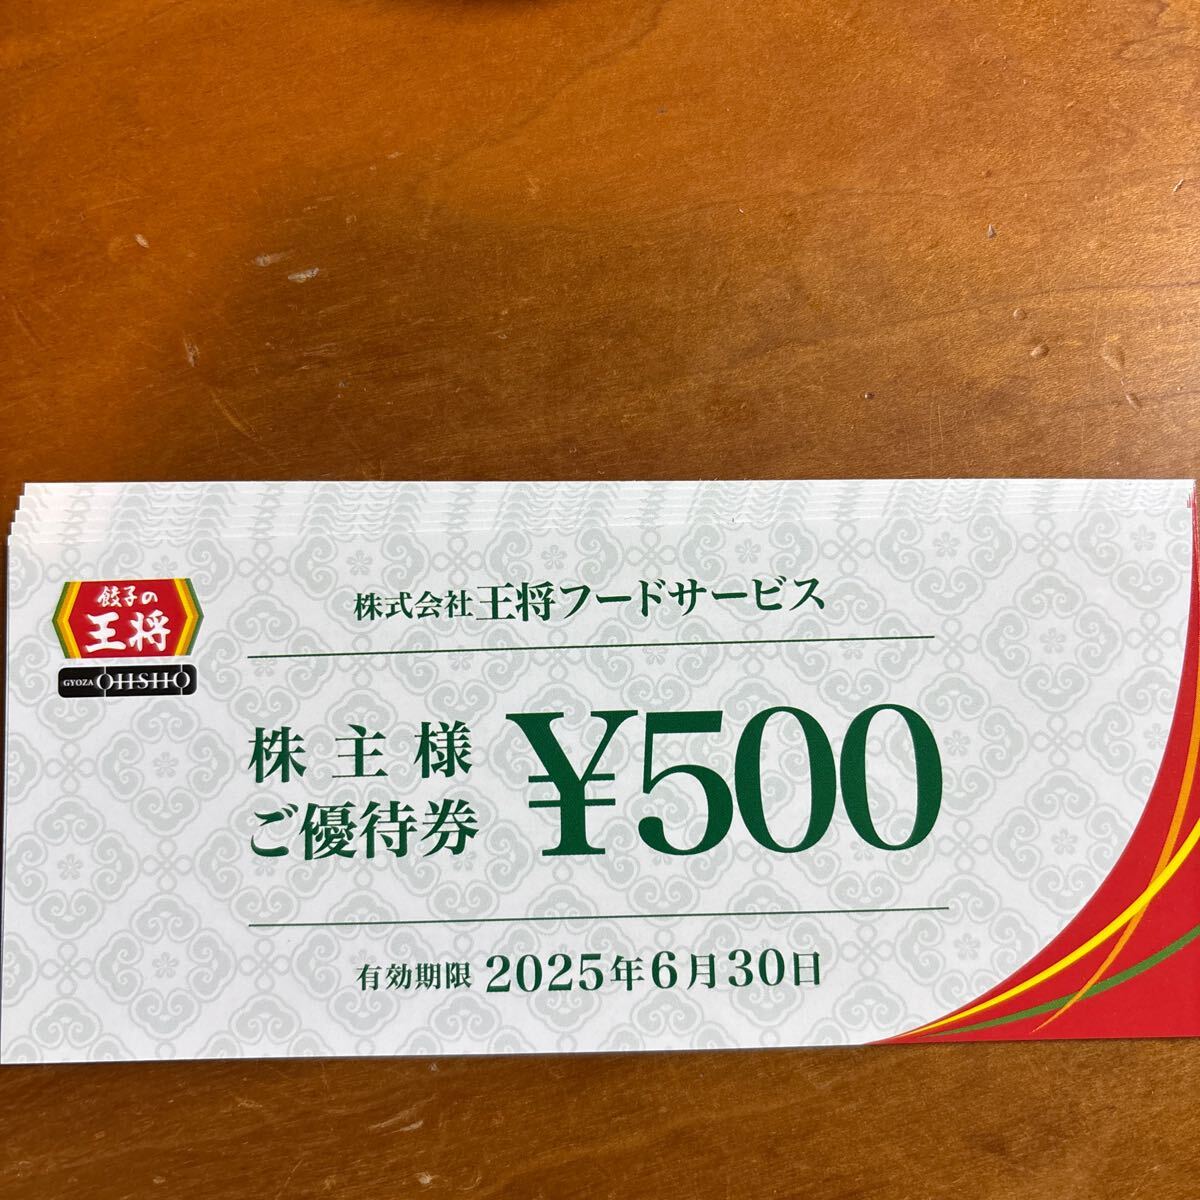 餃子の
王将
GYOZA OHSHO
株式会社王将フードサービス
株主様
ご優待券
¥500
有効期限 2025年6月30日